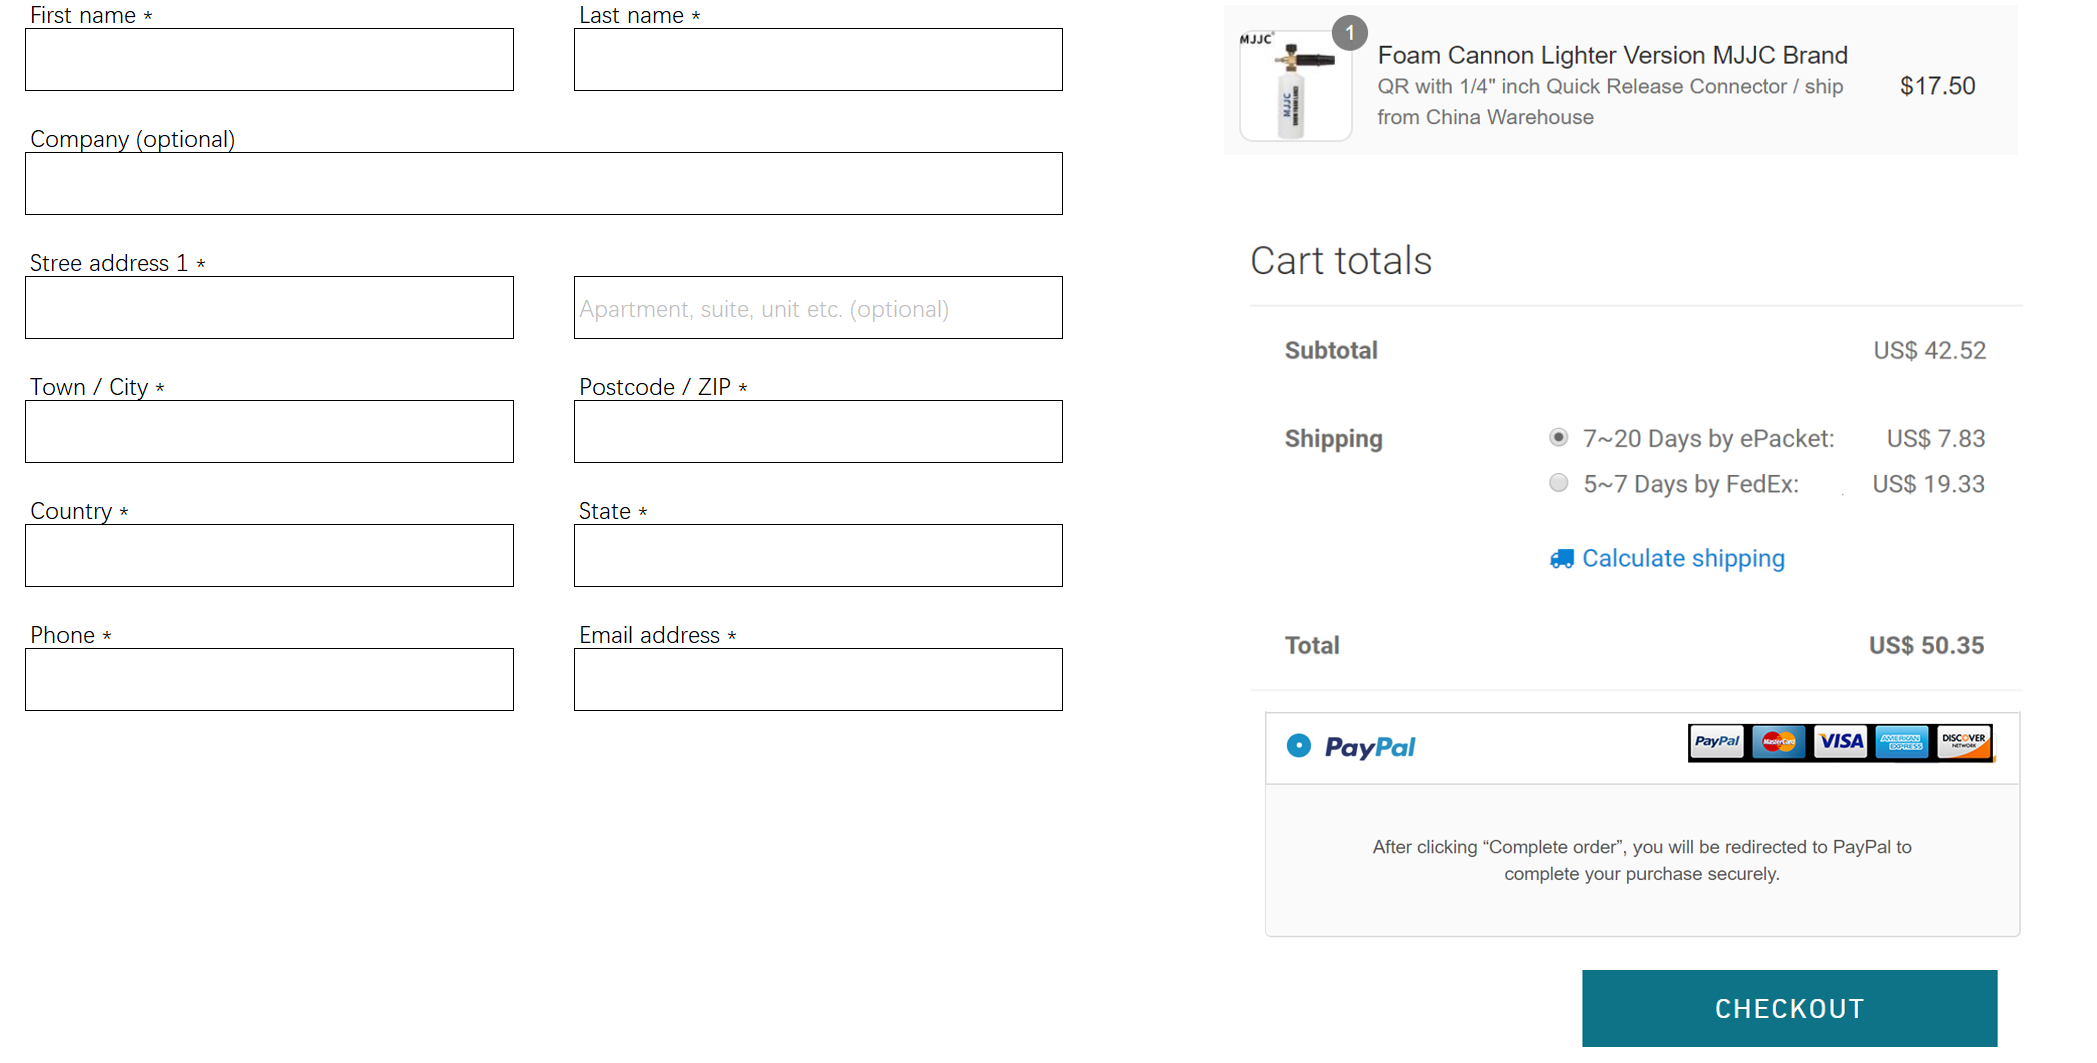 First name *
Last name *
Company (optional)
Stree address 1 *
Apartment, suite, unit etc. (optional)
Town / City *
Postcode / ZIP *
Country *
State *
Phone *
Email address *
MJJC
1
MJJC
Foam Cannon Lighter Version MJJC Brand
QR with 1/4" inch Quick Release Connector / ship
from China Warehouse
$17.50
Cart totals
Subtotal US$ 42.52
Shipping 7~20 Days by ePacket: US$ 7.83
5~7 Days by FedEx: US$ 19.33
Calculate shipping
Total US$ 50.35
PayPal
PayPal MasterCard VISA AMERICAN EXPRESS DISCOVER NETWORK
After clicking “Complete order”, you will be redirected to PayPal to
complete your purchase securely.
CHECKOUT